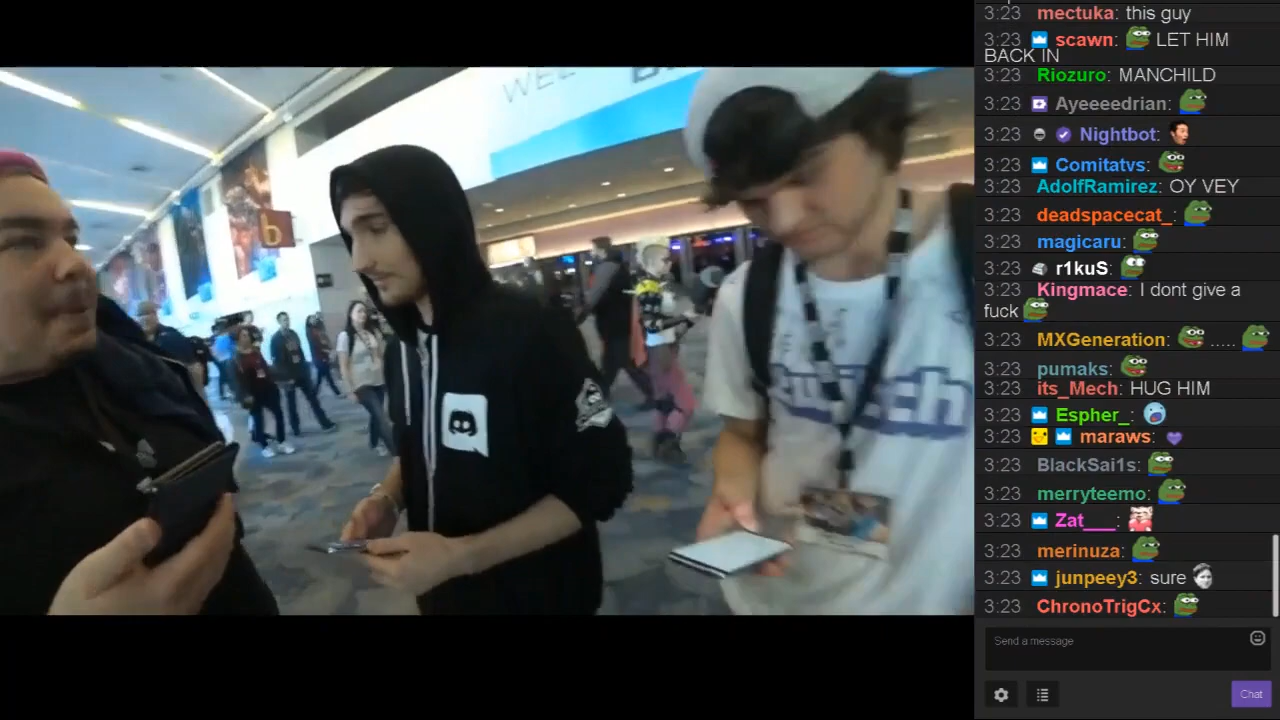 WEL
b
Twitch
3:23 mectuka: this guy
3:23 scawn: LET HIM
BACK IN
3:23 Riozuro: MANCHILD
3:23 Ayeeeedrian:
3:23 Nightbot:
3:23 Comitatvs:
3:23 AdolfRamirez: OY VEY
3:23 deadspacecat_:
3:23 magicaru:
3:23 r1kuS:
3:23 Kingmace: I dont give a
fuck
3:23 MXGeneration: .....
3:23 pumaks:
3:23 its_Mech: HUG HIM
3:23 Espher_:
3:23 maraws:
3:23 BlackSai1s:
3:23 merryteemo:
3:23 Zat___:
3:23 merinuza:
3:23 junpeey3: sure
3:23 ChronoTrigCx:
Send a message
Chat